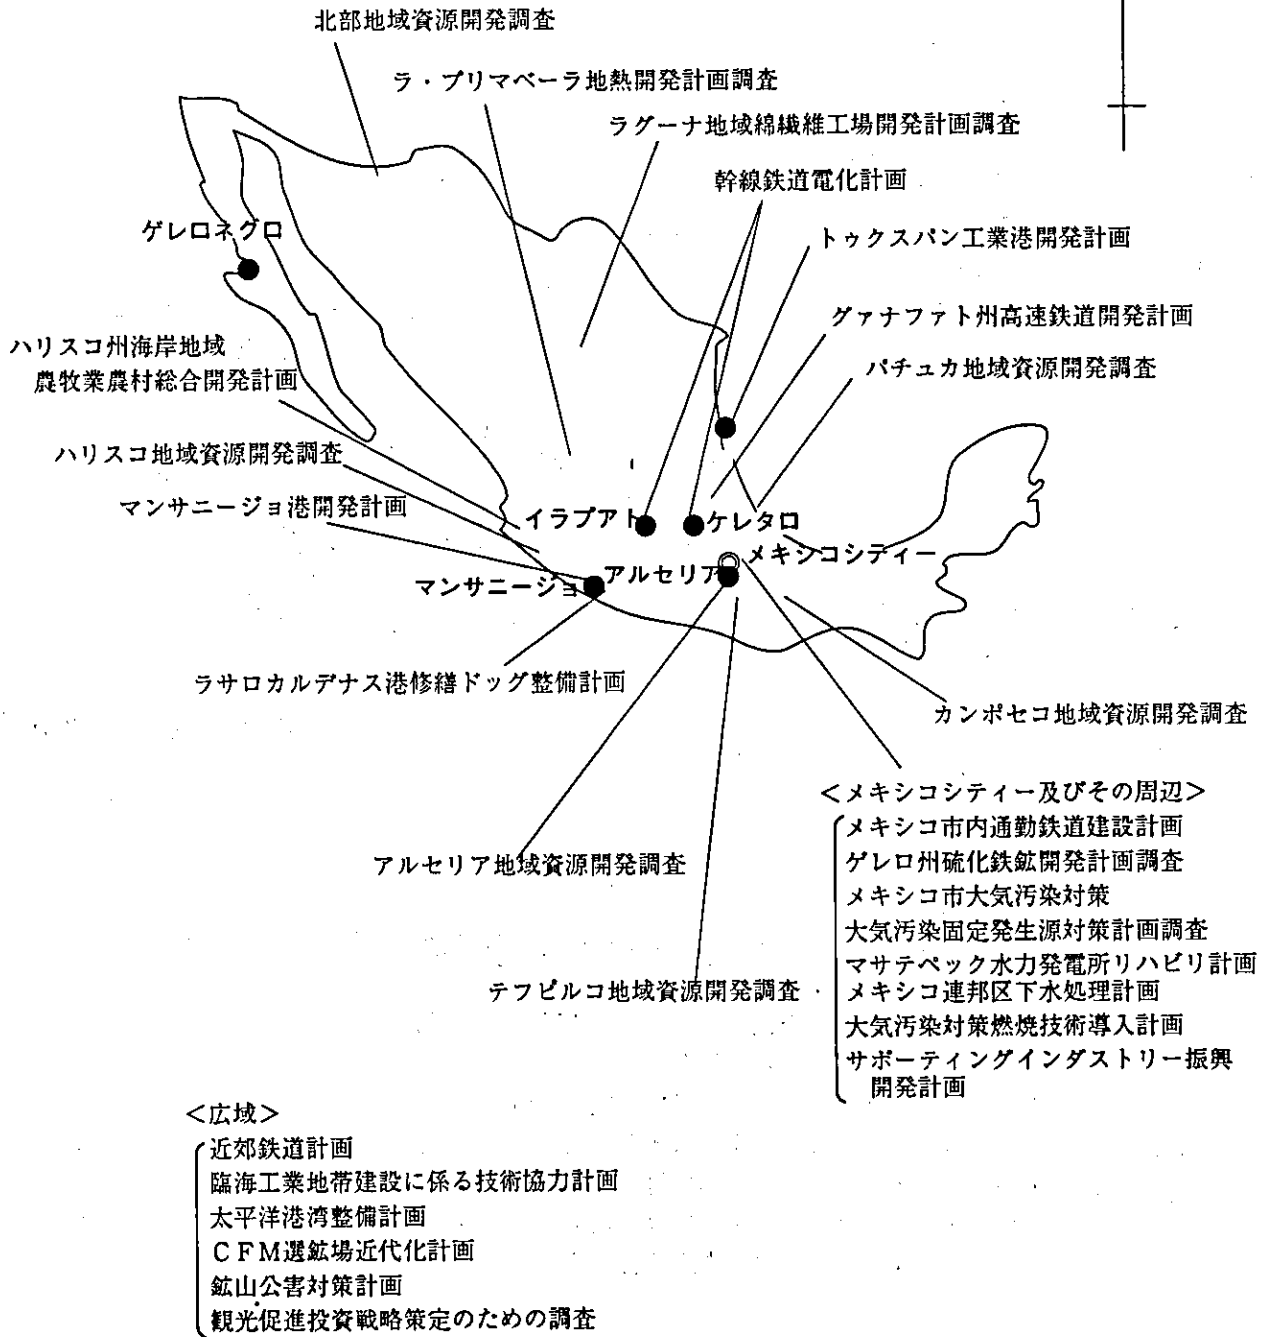 北部地域資源開発調査
ラ・プリマベーラ地熱開発計画調査
ラグーナ地域綿繊維工場開発計画調査
幹線鉄道電化計画
ゲレロネグロ
トゥクスパン工業港開発計画
グァナファト州高速鉄道開発計画
ハリスコ州海岸地域
農牧業農村総合開発計画
パチュカ地域資源開発調査
ハリスコ地域資源開発調査
マンサニージョ港開発計画
イラプアト
ケレタロ
メキシコシティー
マンサニージョ
アルセリア
ラサロカルデナス港修繕ドッグ整備計画
カンポセコ地域資源開発調査
<メキシコシティー及びその周辺>
メキシコ市内通勤鉄道建設計画
ゲレロ州硫化鉄鉱開発計画調査
メキシコ市大気汚染対策
大気汚染固定発生源対策計画調査
マサテペック水力発電所リハビリ計画
メキシコ連邦区下水処理計画
大気汚染対策燃焼技術導入計画
サポーティングインダストリー振興
開発計画
アルセリア地域資源開発調査
テフピルコ地域資源開発調査
<広域>
近郊鉄道計画
臨海工業地帯建設に係る技術協力計画
太平洋港湾整備計画
CFM選鉱場近代化計画
鉱山公害対策計画
観光促進投資戦略策定のための調査